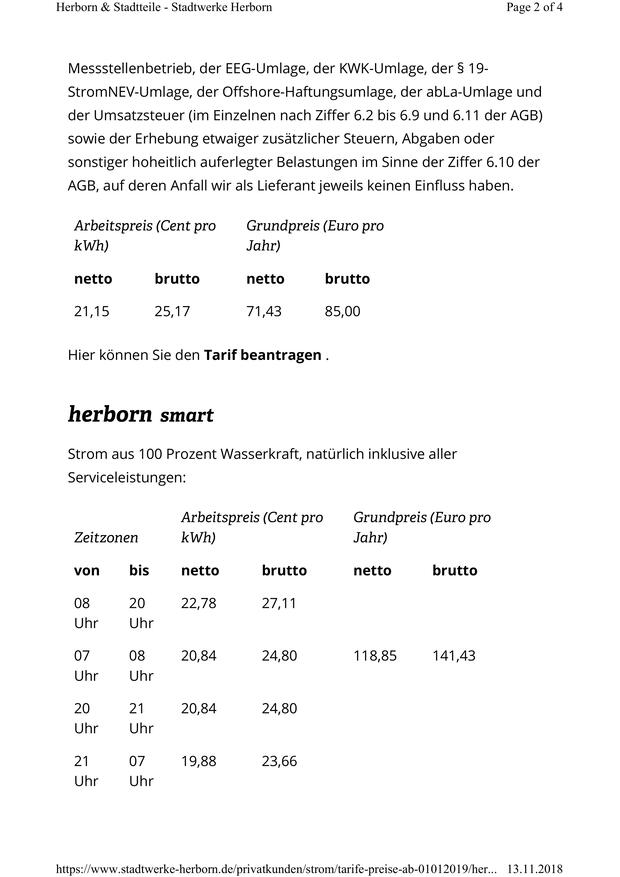 Herborn & Stadtteile - Stadtwerke Herborn Page 2 of 4
Messstellenbetrieb, der EEG-Umlage, der KWK-Umlage, der § 19-
StromNEV-Umlage, der Offshore-Haftungsumlage, der abLa-Umlage und
der Umsatzsteuer (im Einzelnen nach Ziffer 6.2 bis 6.9 und 6.11 der AGB)
sowie der Erhebung etwaiger zusätzlicher Steuern, Abgaben oder
sonstiger hoheitlich auferlegter Belastungen im Sinne der Ziffer 6.10 der
AGB, auf deren Anfall wir als Lieferant jeweils keinen Einfluss haben.
Arbeitspreis (Cent pro Grundpreis (Euro pro
kWh) Jahr)
netto brutto netto brutto
21,15 25,17 71,43 85,00
Hier können Sie den Tarif beantragen .
herborn smart
Strom aus 100 Prozent Wasserkraft, natürlich inklusive aller
Serviceleistungen:
Arbeitspreis (Cent pro Grundpreis (Euro pro
Zeitzonen kWh) Jahr)
von bis netto brutto netto brutto
08 20 22,78 27,11
Uhr Uhr
07 08 20,84 24,80 118,85 141,43
Uhr Uhr
20 21 20,84 24,80
Uhr Uhr
21 07 19,88 23,66
Uhr Uhr
https://www.stadtwerke-herborn.de/privatkunden/strom/tarife-preise-ab-01012019/her... 13.11.2018